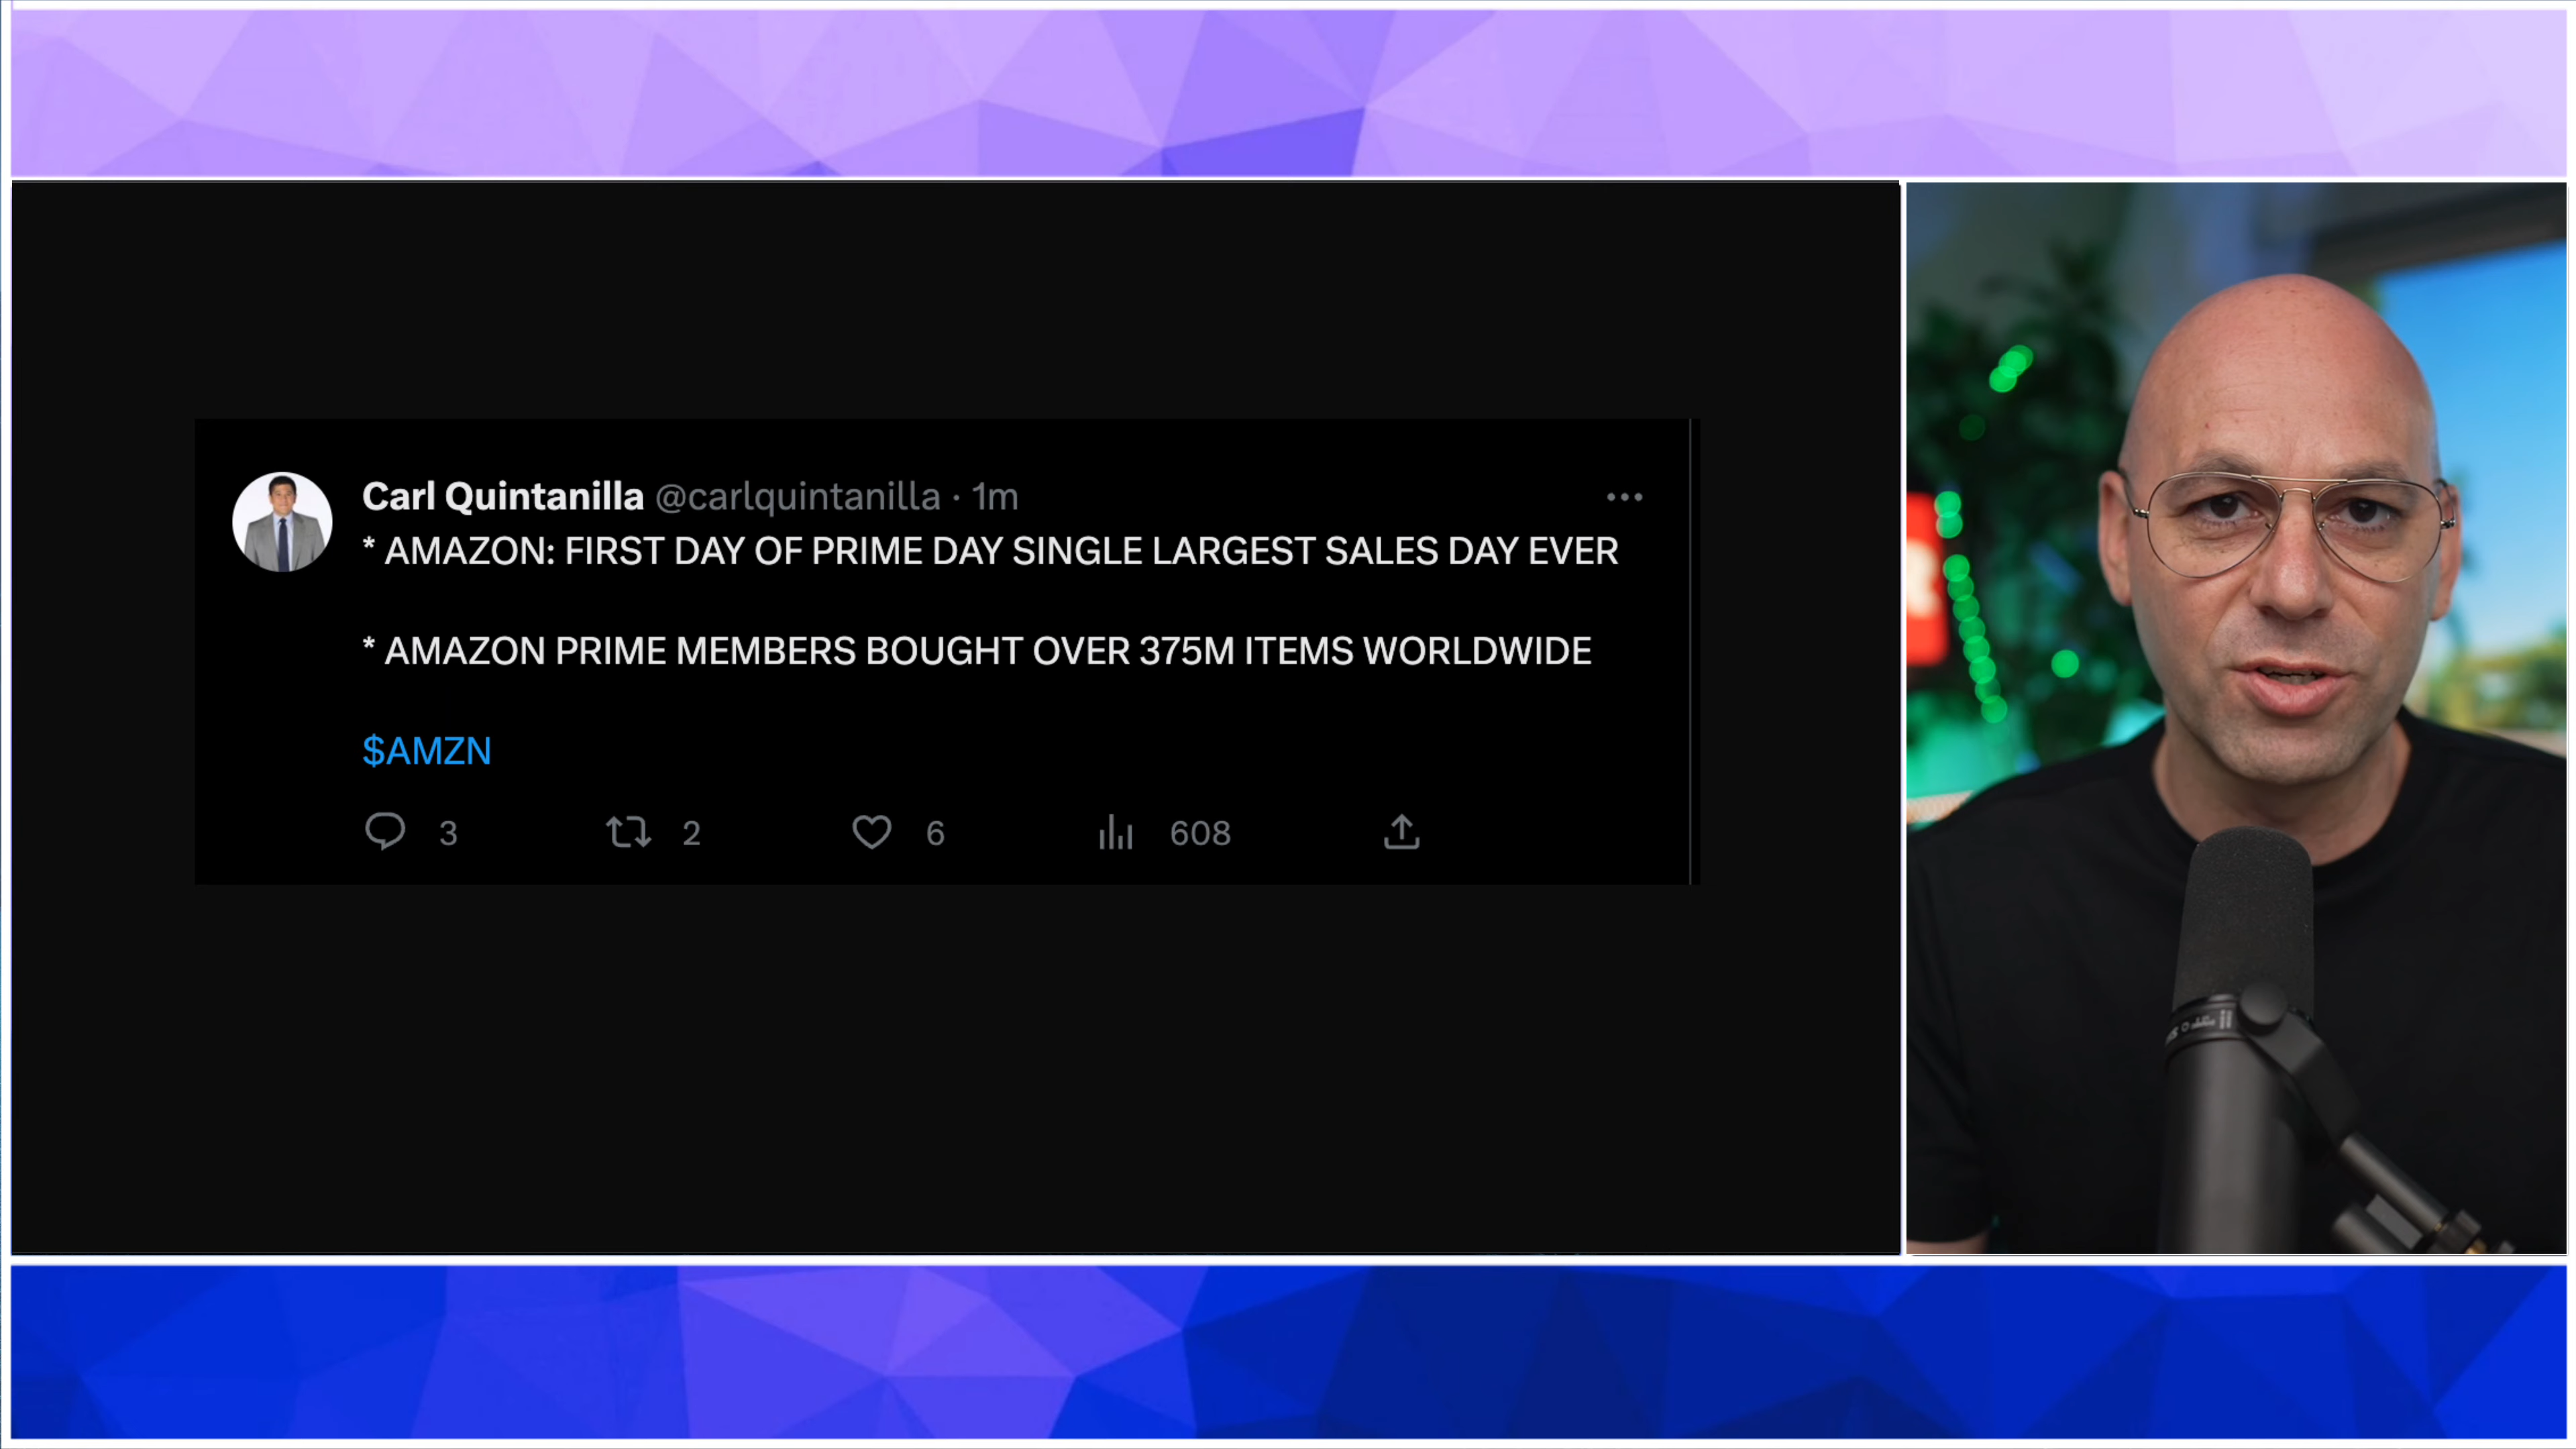 Carl Quintanilla @carlquintanilla · 1m
* AMAZON: FIRST DAY OF PRIME DAY SINGLE LARGEST SALES DAY EVER
* AMAZON PRIME MEMBERS BOUGHT OVER 375M ITEMS WORLDWIDE
$AMZN
3 2 6 608